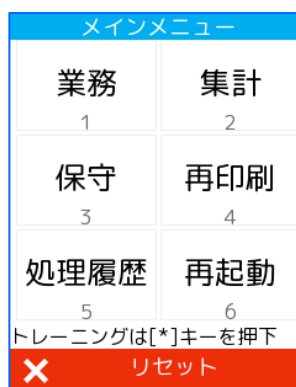 メインメニュー
業務 集計
1 2
保守 再印刷
3 4
処理履歴 再起動
5 6
トレーニングは[*]キーを押下
リセット